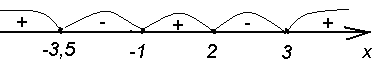 + - + - +
-3,5 -1 2 3 x